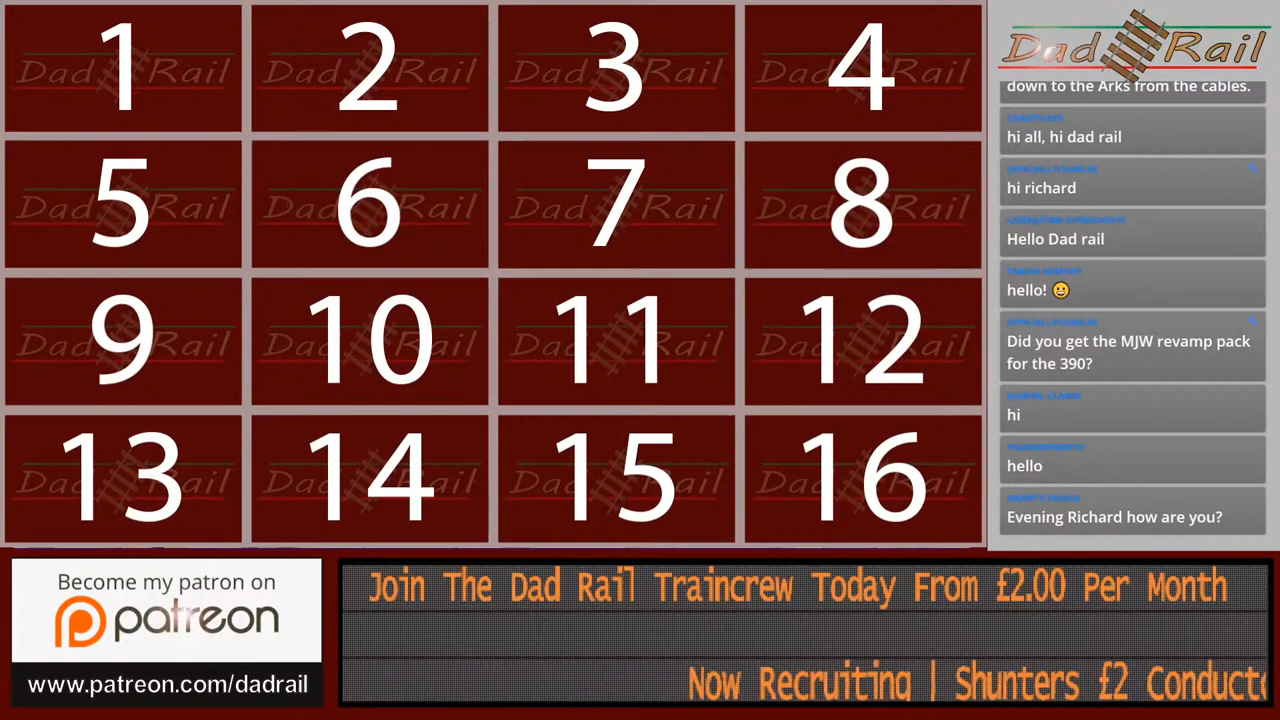 1
2
3
4
5
6
7
8
9
10
11
12
13
14
15
16
Dad Rail
down to the Arks from the cables.
hi all, hi dad rail
hi richard
Hello Dad rail
hello! 😀
Did you get the MJW revamp pack
for the 390?
hi
hello
Evening Richard how are you?
Become my patron on
patreon
www.patreon.com/dadrail
Join The Dad Rail Traincrew Today From £2.00 Per Month
Now Recruiting | Shunters £2 Conducto